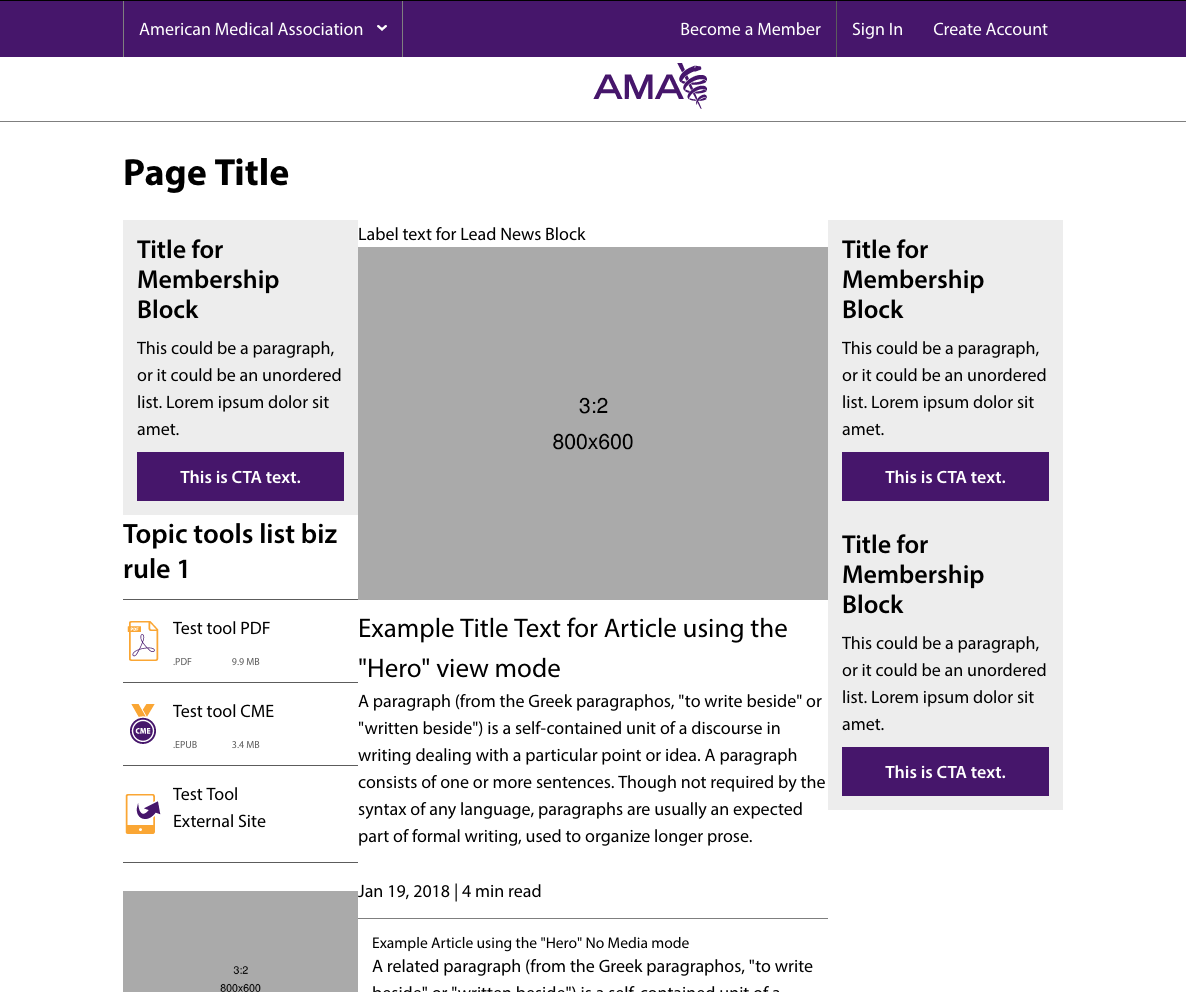 American Medical Association
Become a Member
Sign In
Create Account
AMA
Page Title
Title for
Membership
Block
This could be a paragraph,
or it could be an unordered
list. Lorem ipsum dolor sit
amet.
This is CTA text.
Topic tools list biz
rule 1
Test tool PDF
.PDF 9.9 MB
CME
Test tool CME
.EPUB 3.4 MB
Test Tool
External Site
3:2
800x600
Label text for Lead News Block
3:2
800x600
Example Title Text for Article using the
"Hero" view mode
A paragraph (from the Greek paragraphos, "to write beside" or
"written beside") is a self-contained unit of a discourse in
writing dealing with a particular point or idea. A paragraph
consists of one or more sentences. Though not required by the
syntax of any language, paragraphs are usually an expected
part of formal writing, used to organize longer prose.
Jan 19, 2018 | 4 min read
Example Article using the "Hero" No Media mode
A related paragraph (from the Greek paragraphos, "to write
beside" or "written beside") is a self-contained unit of a
Title for
Membership
Block
This could be a paragraph,
or it could be an unordered
list. Lorem ipsum dolor sit
amet.
This is CTA text.
Title for
Membership
Block
This could be a paragraph,
or it could be an unordered
list. Lorem ipsum dolor sit
amet.
This is CTA text.